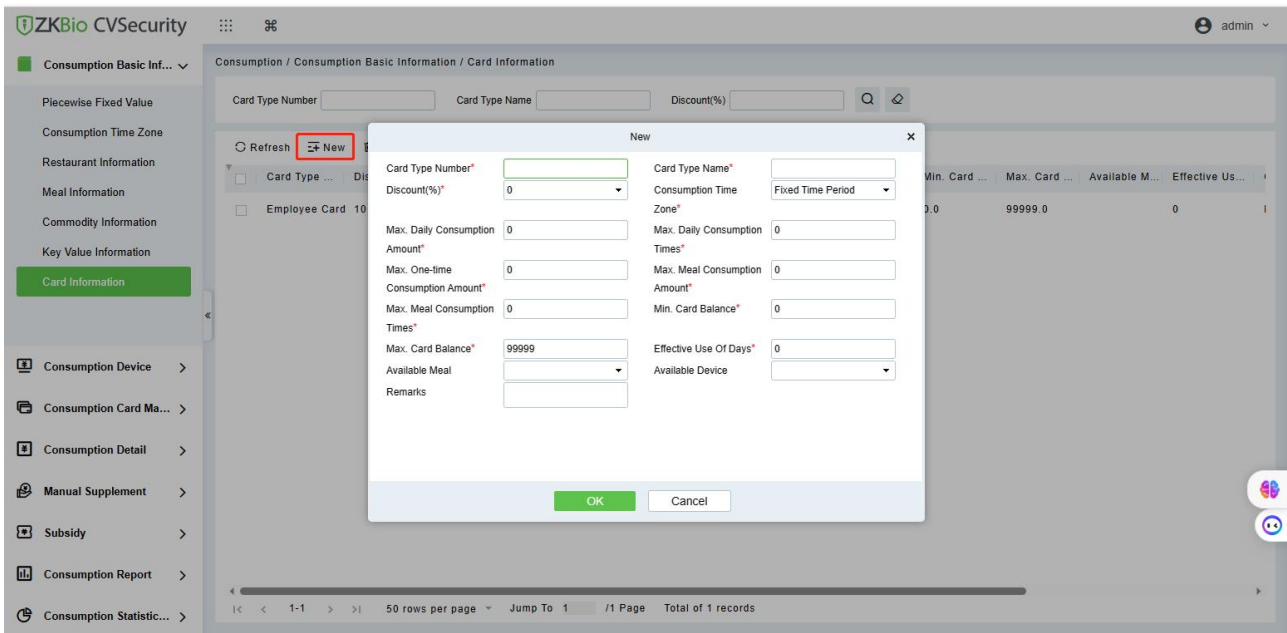 ZKBio CVSecurity
admin
Consumption Basic Inf...
Piecewise Fixed Value
Consumption Time Zone
Restaurant Information
Meal Information
Commodity Information
Key Value Information
Card Information
Consumption Device
Consumption Card Ma...
Consumption Detail
Manual Supplement
Subsidy
Consumption Report
Consumption Statistic...
Consumption / Consumption Basic Information / Card Information
Card Type Number Card Type Name Discount(%)
Refresh New
Card Type ... Dis Min. Card ... Max. Card ... Available M... Effective Us...
Employee Card 10 0.0 99999.0 0
New
Card Type Number* Card Type Name*
Discount(%)* 0 Consumption Time Zone* Fixed Time Period
Max. Daily Consumption Amount* 0 Max. Daily Consumption Times* 0
Max. One-time Consumption Amount* 0 Max. Meal Consumption Amount* 0
Max. Meal Consumption Times* 0 Min. Card Balance* 0
Max. Card Balance* 99999 Effective Use Of Days* 0
Available Meal Available Device
Remarks
OK Cancel
1-1 50 rows per page Jump To 1 /1 Page Total of 1 records